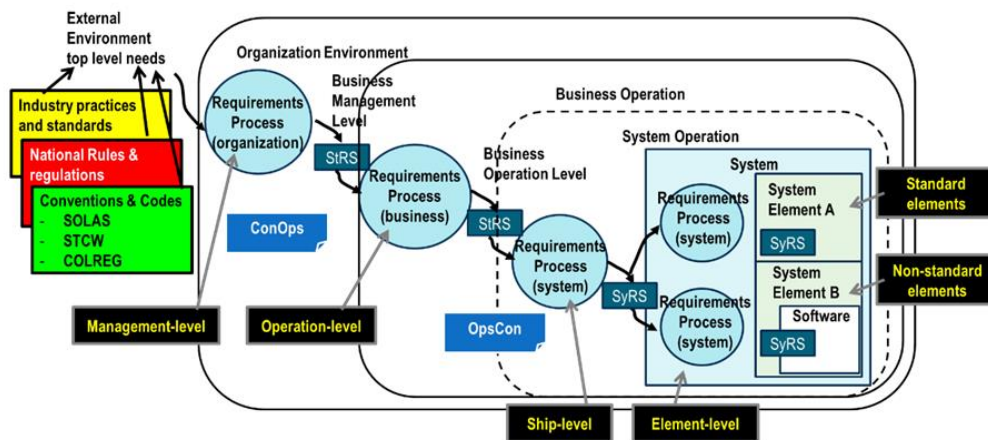 External
Environment
top level needs
Industry practices
and standards
National Rules &
regulations
Conventions & Codes
- SOLAS
- STCW
- COLREG
Organization Environment
Requirements
Process
(organization)
Business
Management
Level
StRS
Requirements
Process
(business)
ConOps
Business Operation
Business
Operation Level
StRS
Requirements
Process
(system)
OpsCon
SyRS
System Operation
System
Requirements
Process
(system)
Requirements
Process
(system)
System
Element A
SyRS
System
Element B
Software
SyRS
Standard
elements
Non-standard
elements
Management-level
Operation-level
Ship-level
Element-level